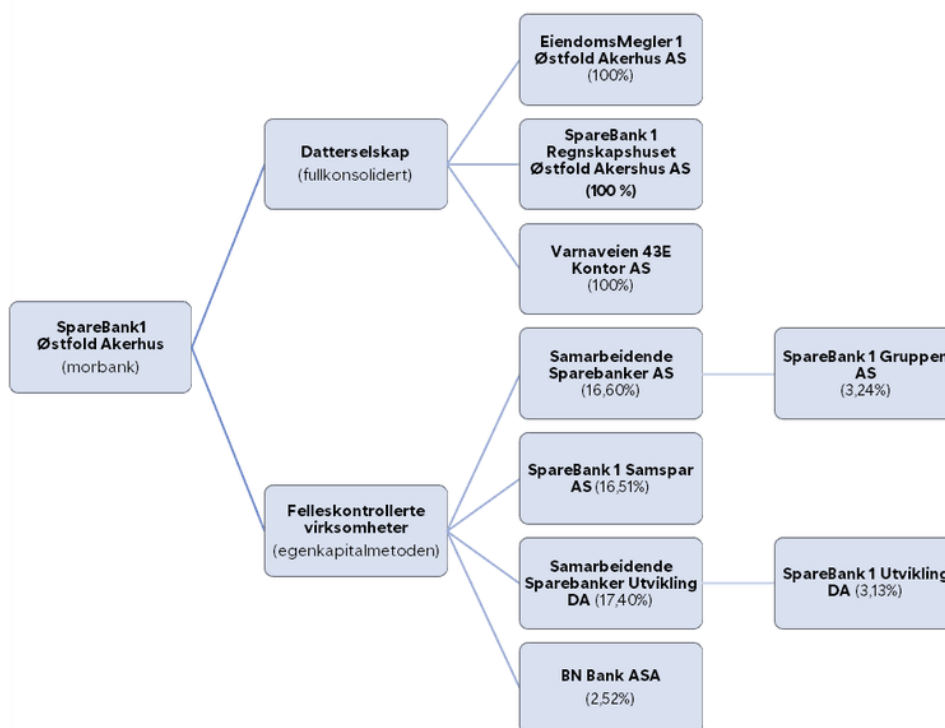 SpareBank1
Østfold Akerhus
(morbank)
Datterselskap
(fullkonsolidert)
EiendomsMegler 1
Østfold Akerhus AS
(100%)
SpareBank 1
Regnskapshuset
Østfold Akershus AS
(100 %)
Varnaveien 43E
Kontor AS
(100%)
Felleskontrollerte
virksomheter
(egenkapitalmetoden)
Samarbeidende
Sparebanker AS
(16,60%)
SpareBank 1 Gruppen
AS
(3,24%)
SpareBank 1 Samspar
AS (16,51%)
Samarbeidende
Sparebanker Utvikling
DA (17,40%)
SpareBank 1 Utvikling
DA (3,13%)
BN Bank ASA
(2,52%)